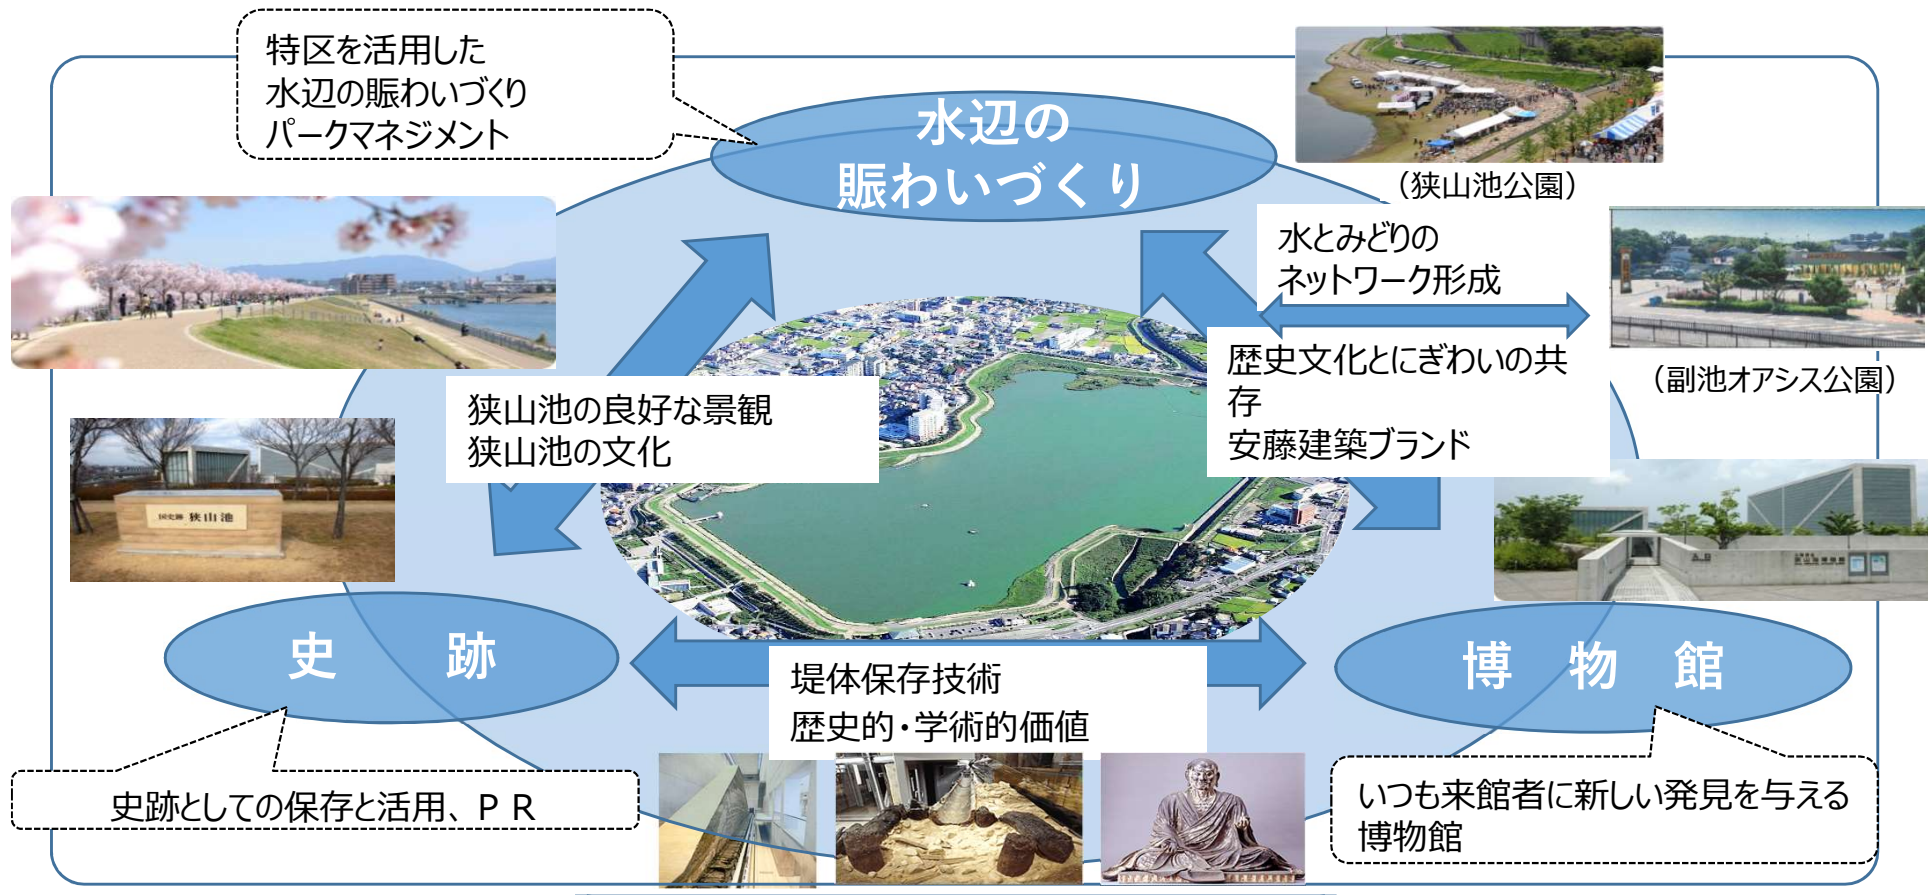 特区を活用した
水辺の賑わいづくり
パークマネジメント
水辺の
賑わいづくり
（狭山池公園）
水とみどりの
ネットワーク形成
（副池オアシス公園）
歴史文化とにぎわいの共
存
安藤建築ブランド
狭山池の良好な景観
狭山池の文化
国史跡 狭山池
史　跡
博　物　館
堤体保存技術
歴史的・学術的価値
史跡としての保存と活用、ＰＲ
いつも来館者に新しい発見を与える
博物館